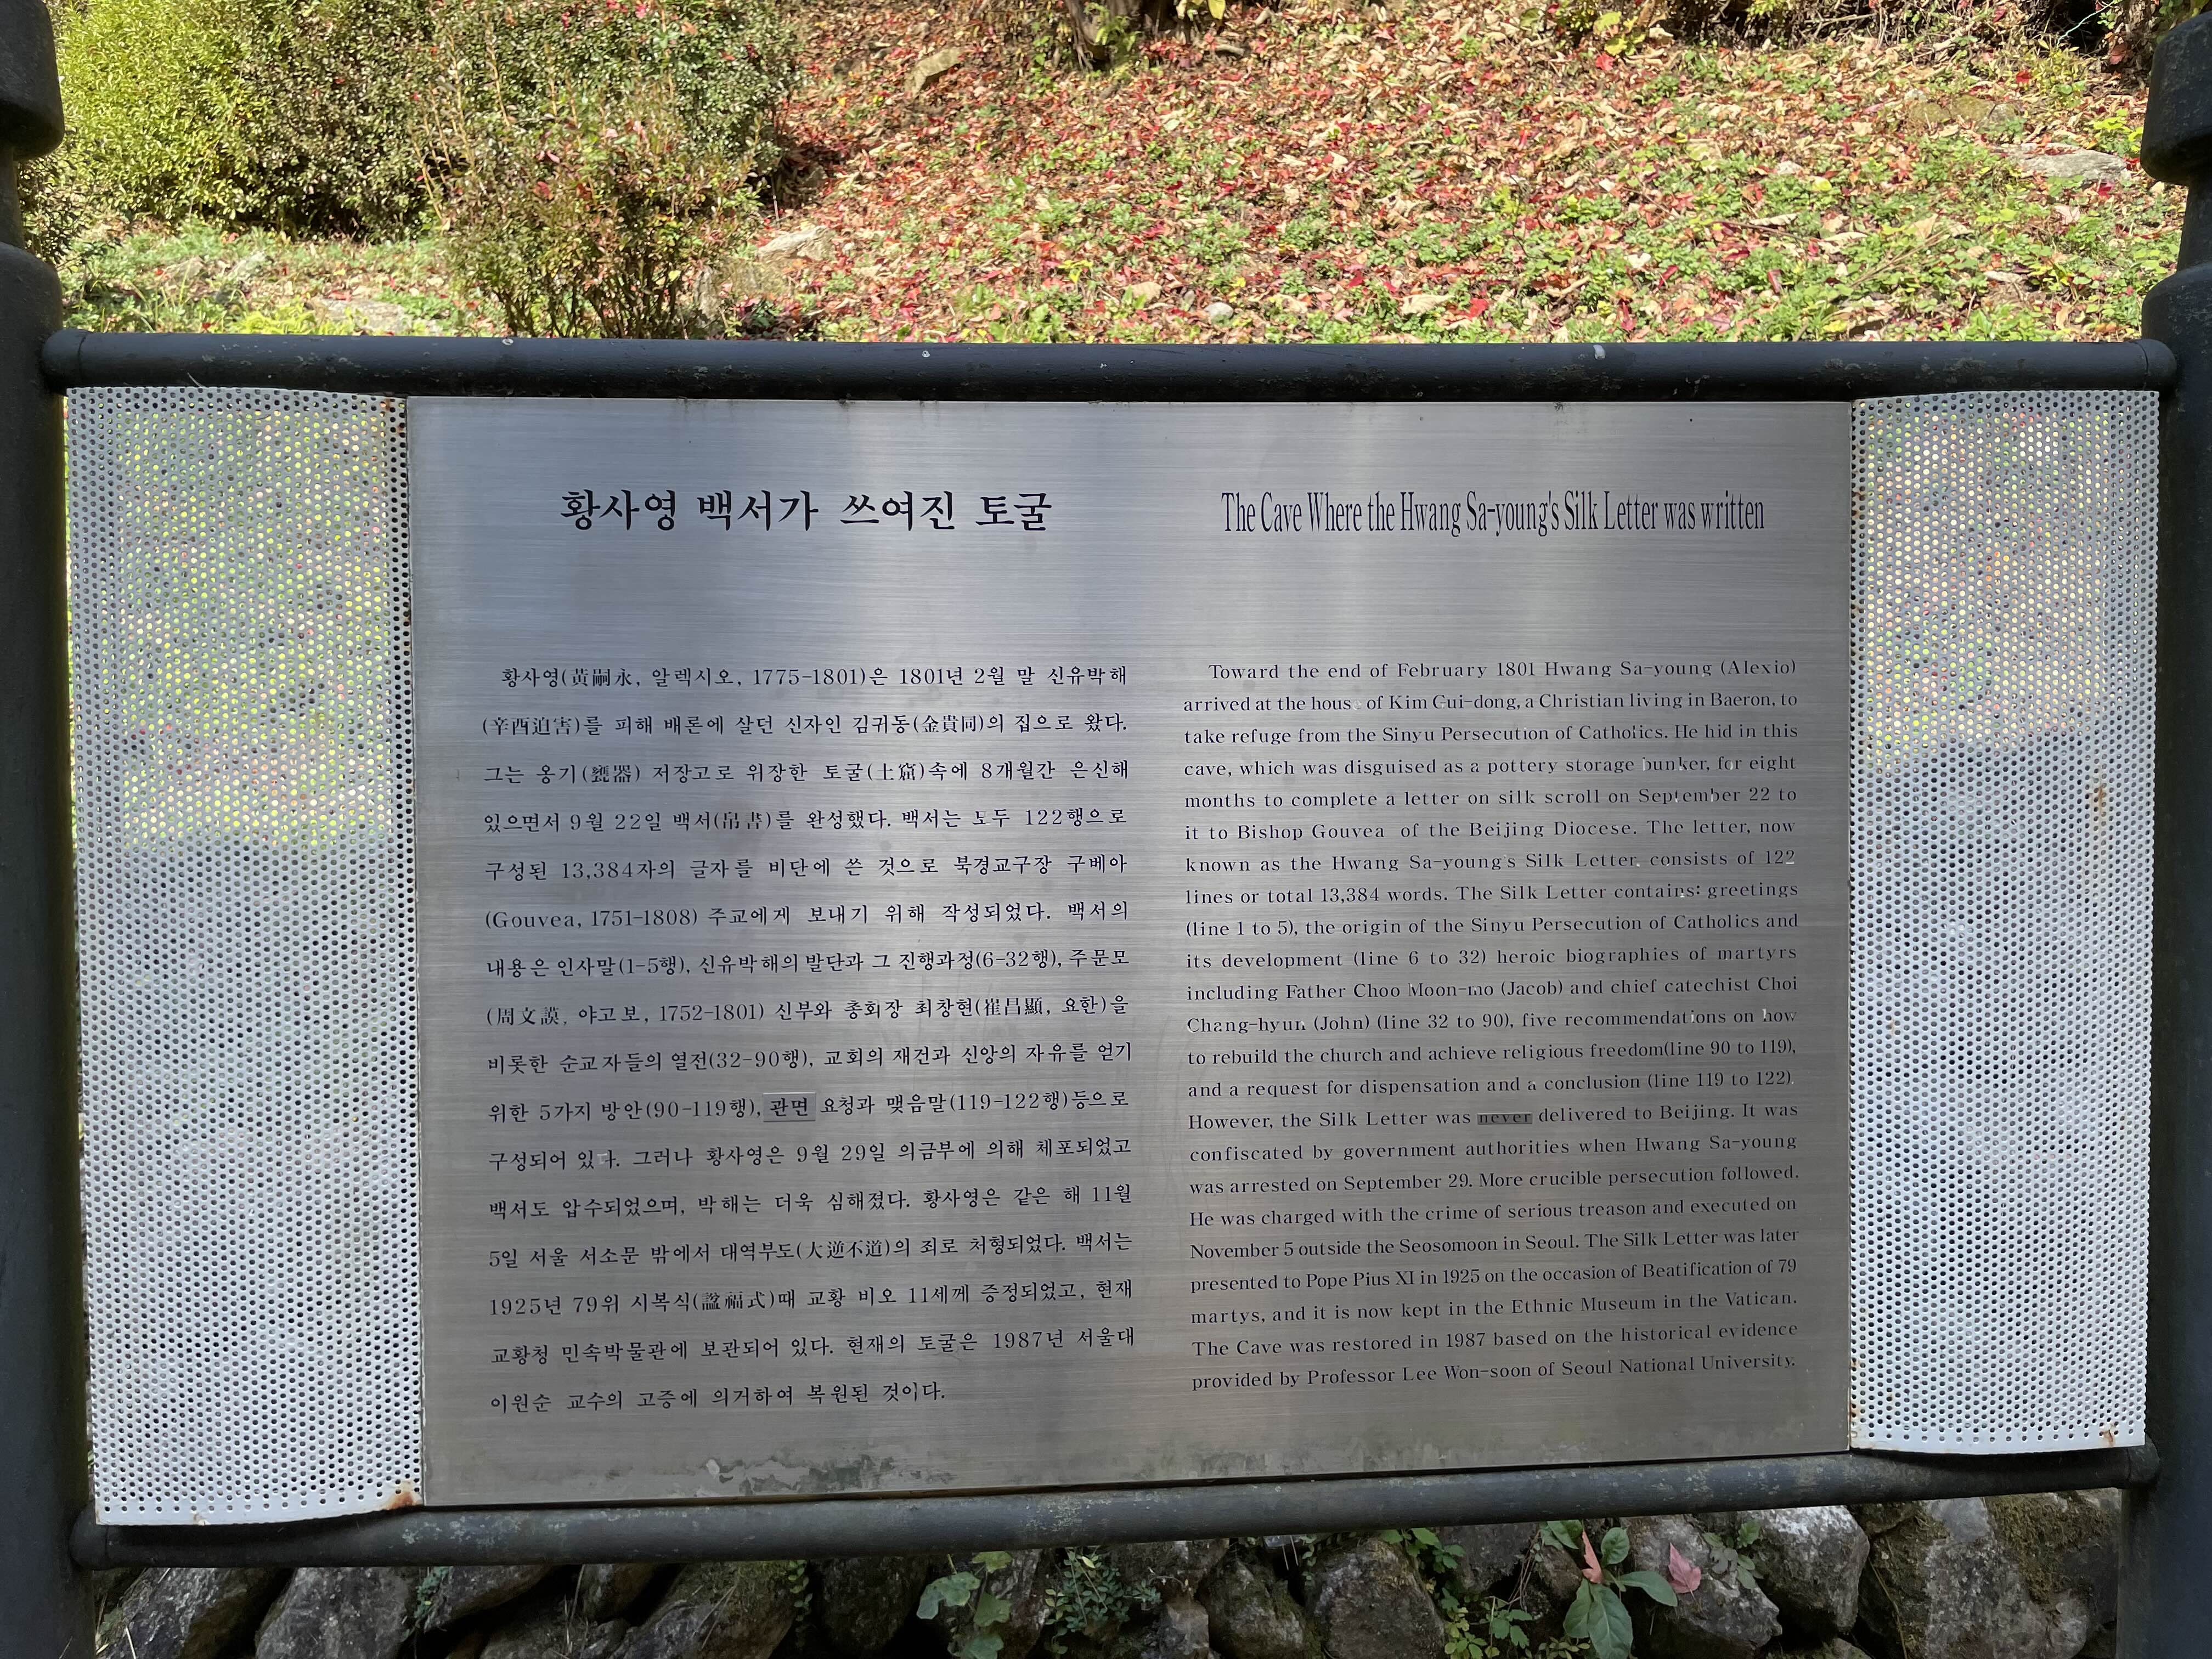 황사영 백서가 쓰여진 토굴
황사영(黃嗣永, 알렉시오, 1775-1801)은 1801년 2월 말 신유박해
(辛酉迫害)를 피해 배론에 살던 신자인 김귀동(金貴同)의 집으로 왔다.
그는 옹기(甕器) 저장고로 위장한 토굴(土窟)속에 8개월간 은신해
있으면서 9월 22일 백서(帛書)를 완성했다. 백서는 모두 122행으로
구성된 13,384자의 글자를 비단에 쓴 것으로 북경교구장 구베아
(Gouvea, 1751-1808) 주교에게 보내기 위해 작성되었다. 백서의
내용은 인사말(1-5행), 신유박해의 발단과 그 진행과정(6-32행), 주문모
(周文謨, 야고보, 1752-1801) 신부와 총회장 최창현(崔昌顯, 요한)을
비롯한 순교자들의 열전(32-90행), 교회의 재건과 신앙의 자유를 얻기
위한 5가지 방안(90-119행), 관면 요청과 맺음말(119-122행)등으로
구성되어 있다. 그러나 황사영은 9월 29일 의금부에 의해 체포되었고
백서도 압수되었으며, 박해는 더욱 심해졌다. 황사영은 같은 해 11월
5일 서울 서소문 밖에서 대역부도(大逆不道)의 죄로 처형되었다. 백서는
1925년 79위 시복식(諡福式)때 교황 비오 11세께 증정되었고, 현재
교황청 민속박물관에 보관되어 있다. 현재의 토굴은 1987년 서울대
이원순 교수의 고증에 의거하여 복원된 것이다.
The Cave Where the Hwang Sa-young's Silk Letter was written
Toward the end of February 1801 Hwang Sa-young (Alexio)
arrived at the hous of Kim Gui-dong, a Christian living in Baeron, to
take refuge from the Sinyu Persecution of Catholics. He hid in this
cave, which was disguised as a pottery storage bunker, for eight
months to complete a letter on silk scroll on September 22 to
it to Bishop Gouvea of the Beijing Diocese. The letter, now
known as the Hwang Sa-young's Silk Letter, consists of 122
lines or total 13,384 words. The Silk Letter contains: greetings
(line 1 to 5), the origin of the Sinyu Persecution of Catholics and
its development (line 6 to 32) heroic biographies of martyrs
including Father Choo Moon-mo (Jacob) and chief catechist Choi
Chang-hyun (John) (line 32 to 90), five recommendations on how
to rebuild the church and achieve religious freedom(line 90 to 119),
and a request for dispensation and a conclusion (line 119 to 122).
However, the Silk Letter was never delivered to Beijing. It was
confiscated by government authorities when Hwang Sa-young
was arrested on September 29. More crucible persecution followed.
He was charged with the crime of serious treason and executed on
November 5 outside the Seosomoon in Seoul. The Silk Letter was later
presented to Pope Pius XI in 1925 on the occasion of Beatification of 79
martys, and it is now kept in the Ethnic Museum in the Vatican.
The Cave was restored in 1987 based on the historical evidence
provided by Professor Lee Won-soon of Seoul National University.